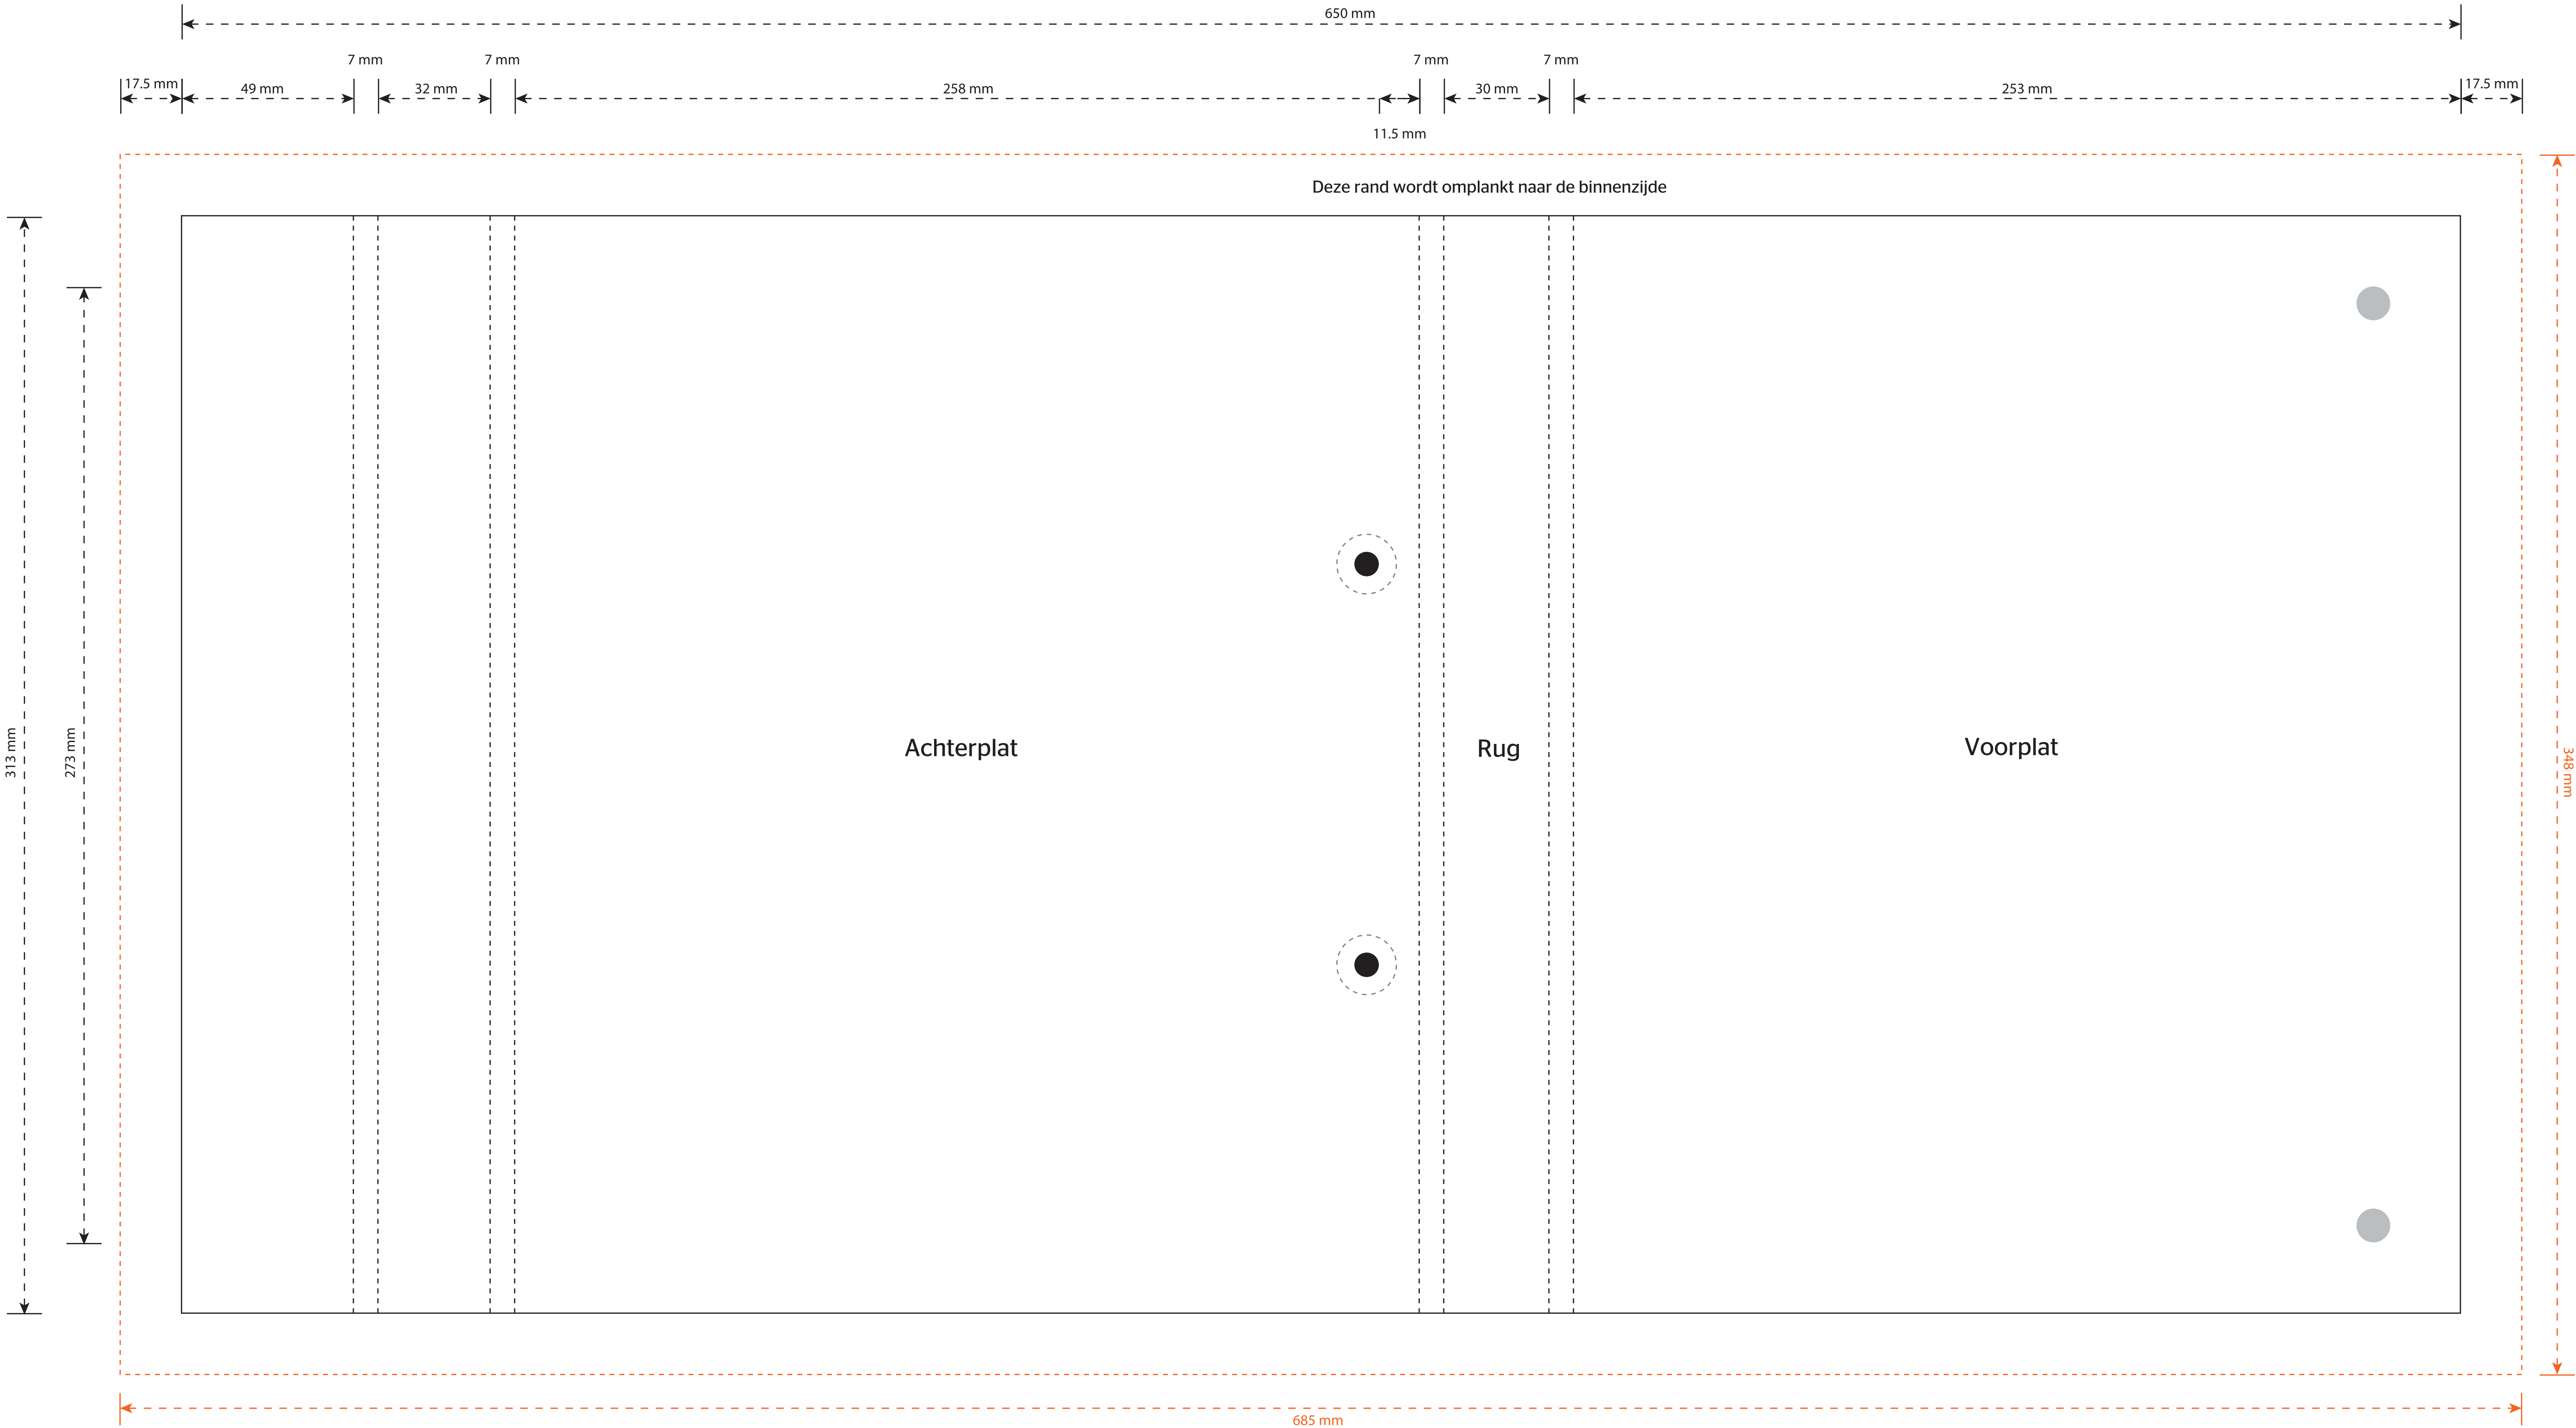 650 mm
7 mm
7 mm
7 mm
7 mm
17.5 mm
49 mm
32 mm
258 mm
30 mm
253 mm
17.5 mm
11.5 mm
Deze rand wordt omplankt naar de binnenzijde
313 mm
273 mm
Achterplat
Rug
Voorplat
348 mm
685 mm